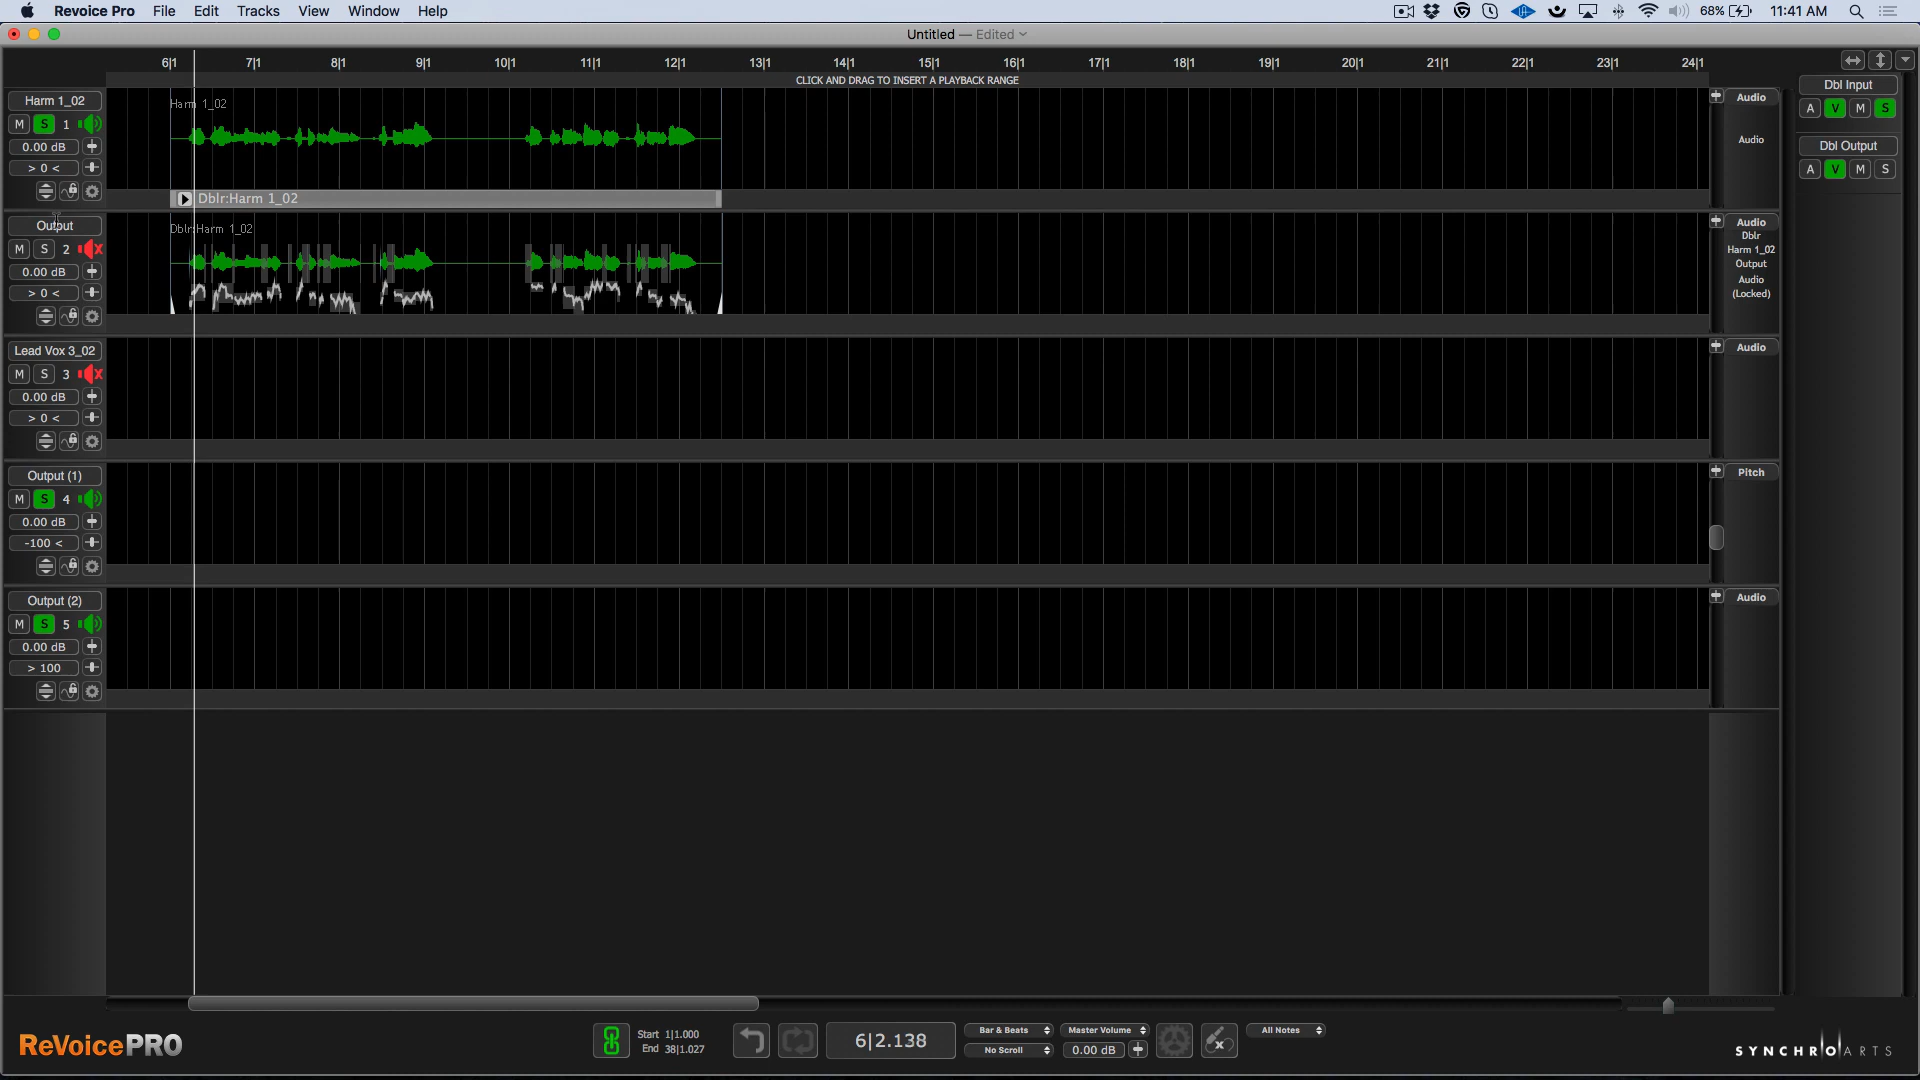 ReVoice Pro File Edit Tracks View Window Help 68% 11:41 AM
Untitled — Edited
6|1 7|1 8|1 9|1 10|1 11|1 12|1 13|1 14|1 15|1 16|1 17|1 18|1 19|1 20|1 21|1 22|1 23|1 24|1
CLICK AND DRAG TO INSERT A PLAYBACK RANGE
Dbl Input
A V M S
Dbl Output
A V M S
Harm 1_02
M S 1
0.00 dB
> 0 <
Harm 1_02
Dblr:Harm 1_02
Audio
Audio
Output
M S 2
0.00 dB
> 0 <
Dblr:Harm 1_02
Audio
Dblr
Harm 1_02
Output
Audio
(Locked)
Lead Vox 3_02
M S 3
0.00 dB
> 0 <
Audio
Output (1)
M S 4
0.00 dB
-100 <
Pitch
Output (2)
M S 5
0.00 dB
> 100
Audio
ReVoicePRO
Start 1|1.000
End 38|1.027
6|2.138
Bar & Beats
No Scroll
Master Volume
0.00 dB
All Notes
SYNCHROARTS